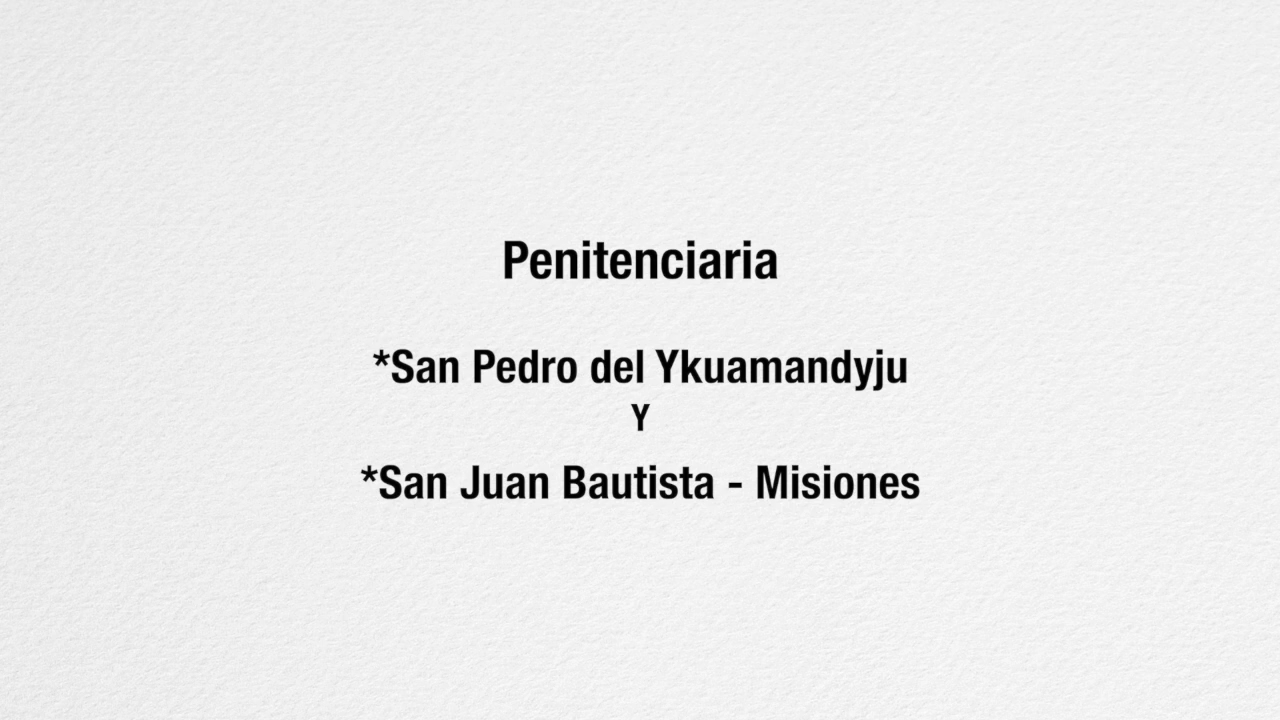 Penitenciaria
*San Pedro del Ykuamandyju
Y
*San Juan Bautista - Misiones